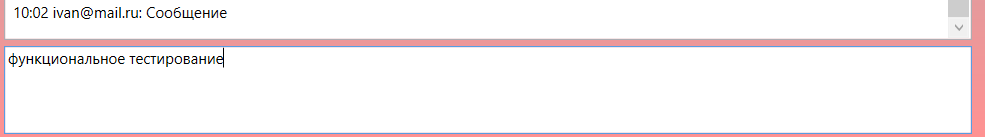 10:02 ivan@mail.ru: Сообщение
функциональное тестирование